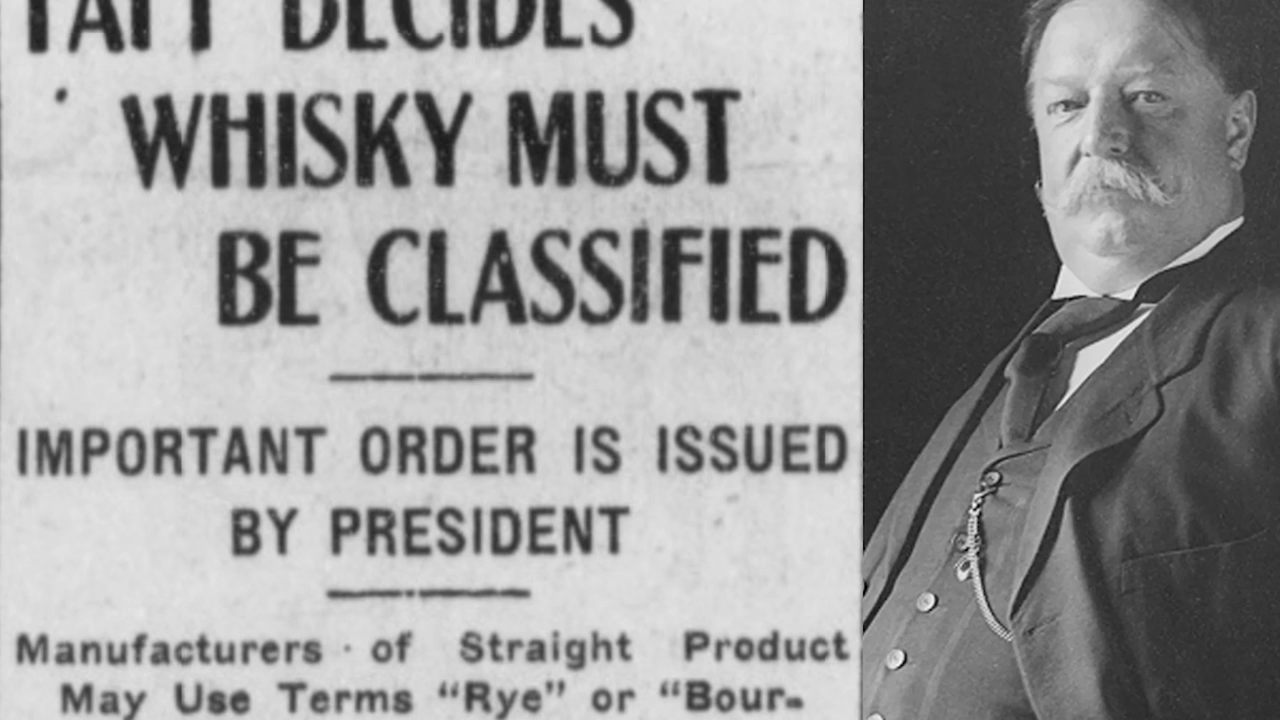 TAFT DECIDES
WHISKY MUST
BE CLASSIFIED
IMPORTANT ORDER IS ISSUED
BY PRESIDENT
Manufacturers of Straight Product
May Use Terms “Rye” or “Bour-